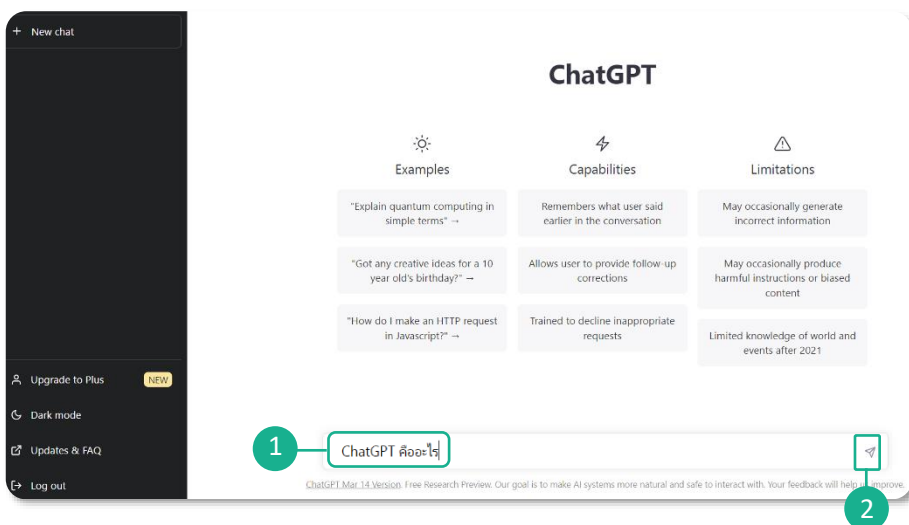 + New chat
ChatGPT
Examples
"Explain quantum computing in
simple terms" →
"Got any creative ideas for a 10
year old's birthday?" →
"How do I make an HTTP request
in Javascript?" →
Capabilities
Remembers what user said
earlier in the conversation
Allows user to provide follow-up
corrections
Trained to decline inappropriate
requests
Limitations
May occasionally generate
incorrect information
May occasionally produce
harmful instructions or biased
content
Limited knowledge of world and
events after 2021
Upgrade to Plus NEW
Dark mode
Updates & FAQ
Log out
1
ChatGPT คืออะไร
ChatGPT Mar 14 Version. Free Research Preview. Our goal is to make AI systems more natural and safe to interact with. Your feedback will help us improve.
2